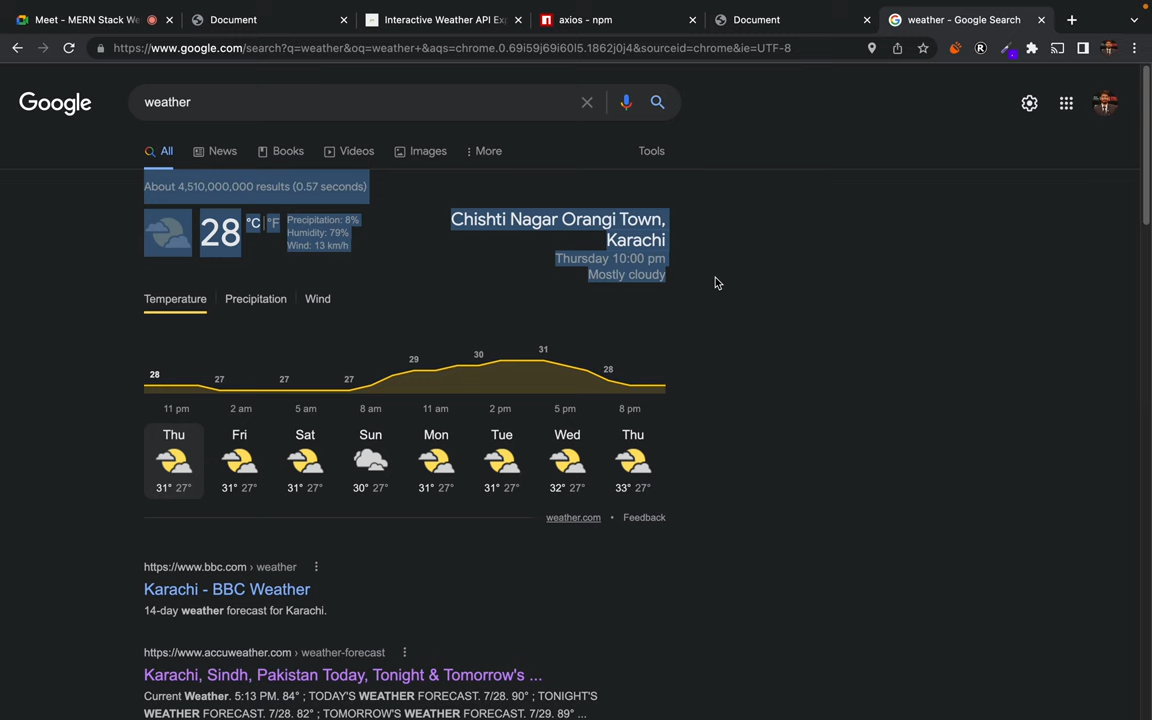 Meet - MERN Stack We
Document
Interactive Weather API Exp
axios - npm
Document
weather - Google Search
https://www.google.com/search?q=weather&oq=weather+&aqs=chrome.0.69i59j69i60l5.1862j0j4&sourceid=chrome&ie=UTF-8
Google
weather
All
News
Books
Videos
Images
More
Tools
About 4,510,000,000 results (0.57 seconds)
28 °C | °F
Precipitation: 8%
Humidity: 79%
Wind: 13 km/h
Chishti Nagar Orangi Town,
Karachi
Thursday 10:00 pm
Mostly cloudy
Temperature
Precipitation
Wind
28 27 27 27 29 30 31 28
11 pm 2 am 5 am 8 am 11 am 2 pm 5 pm 8 pm
Thu Fri Sat Sun Mon Tue Wed Thu
31° 27° 31° 27° 31° 27° 30° 27° 31° 27° 31° 27° 32° 27° 33° 27°
weather.com • Feedback
https://www.bbc.com › weather
Karachi - BBC Weather
14-day weather forecast for Karachi.
https://www.accuweather.com › weather-forecast
Karachi, Sindh, Pakistan Today, Tonight & Tomorrow's ...
Current Weather. 5:13 PM. 84° ; TODAY'S WEATHER FORECAST. 7/28. 90° ; TONIGHT'S
WEATHER FORECAST. 7/28. 82° ; TOMORROW'S WEATHER FORECAST. 7/29. 89° ...